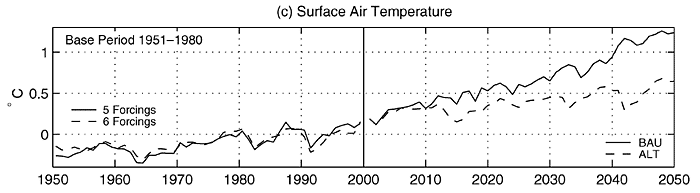 (c) Surface Air Temperature
Base Period 1951–1980
1
0.5
0
°C
5 Forcings
6 Forcings
BAU
ALT
1950 1960 1970 1980 1990 2000 2010 2020 2030 2040 2050